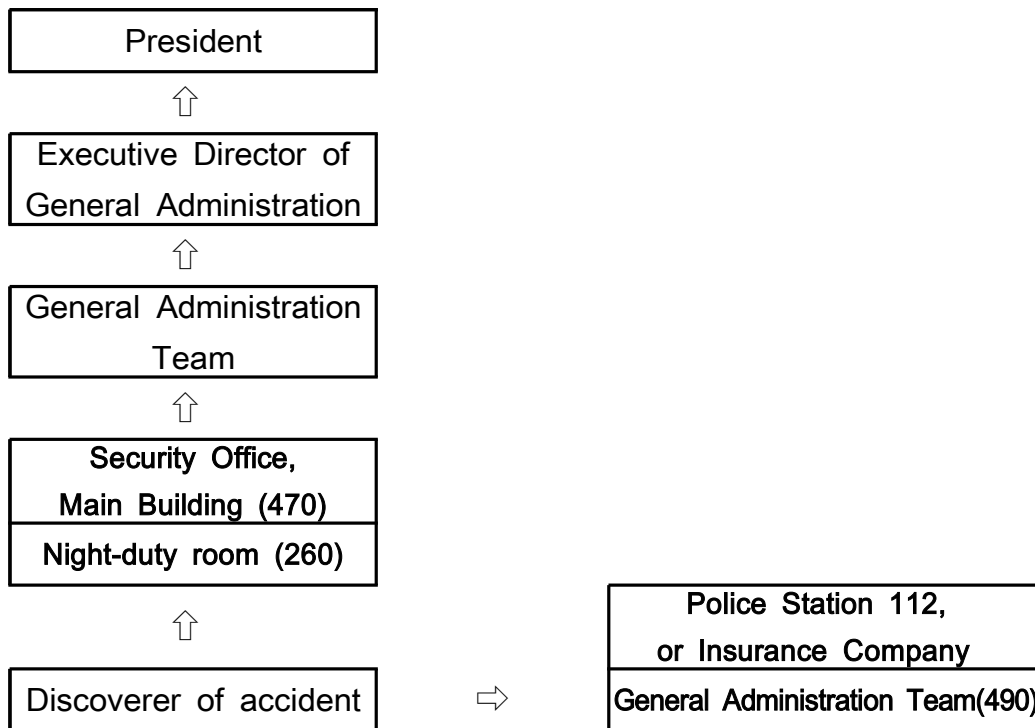 President
⇧
Executive Director of
General Administration
⇧
General Administration
Team
⇧
Security Office,
Main Building (470)
Night-duty room (260)
⇧
Discoverer of accident
⇨
Police Station 112,
or Insurance Company
General Administration Team(490)